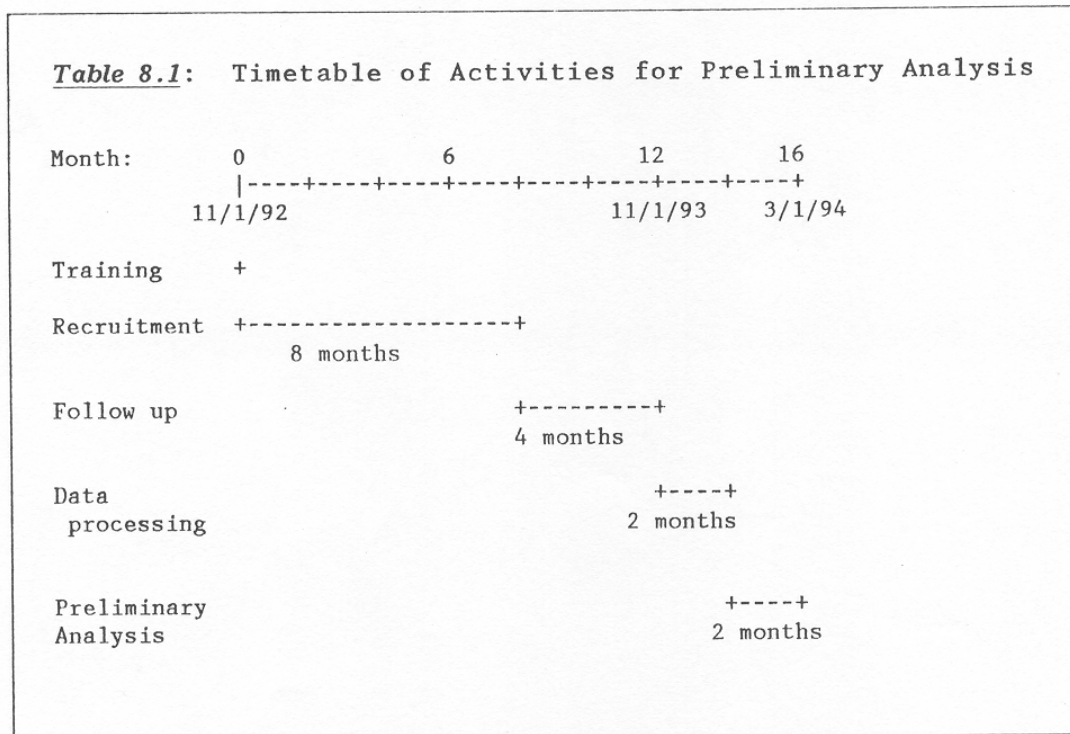 Table 8.1: Timetable of Activities for Preliminary Analysis
Month: 0 6 12 16
|----+----+----+----+----+----+----+----+
11/1/92 11/1/93 3/1/94
Training +
Recruitment +-------------------+
8 months
Follow up +---------+
4 months
Data +----+
processing 2 months
Preliminary +----+
Analysis 2 months